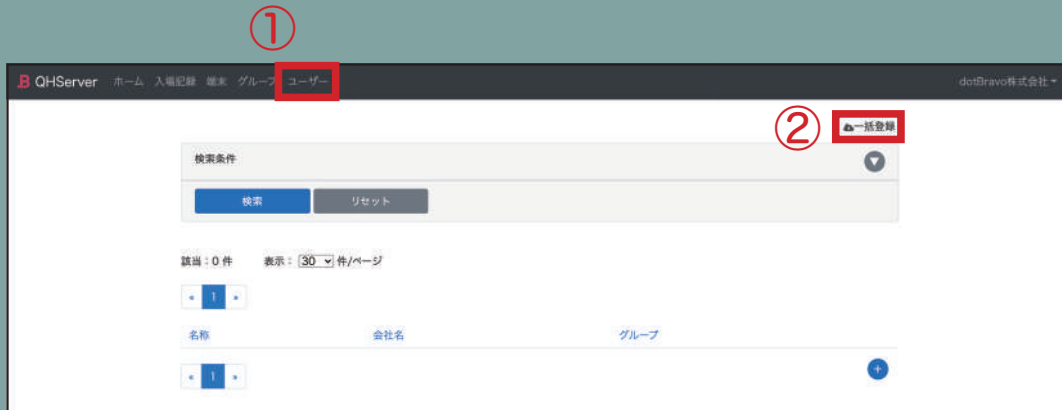 ①
QHServer ホーム 入場記録 端末 グループ ユーザー dotBravo株式会社
② 一括登録
検索条件
検索 リセット
該当：0 件 表示： 30 件/ページ
« 1 »
名称 会社名 グループ
« 1 » +